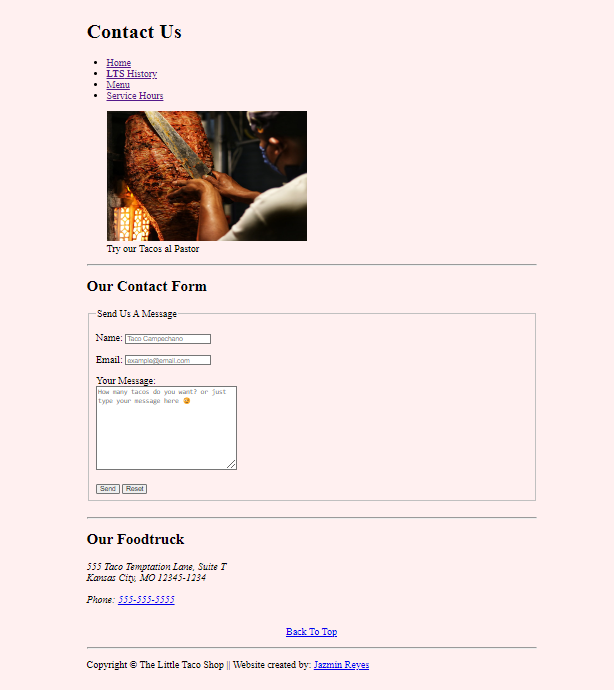 Contact Us
Home
LTS History
Menu
Service Hours
Try our Tacos al Pastor
Our Contact Form
Send Us A Message
Name: Taco Campechano
Email: example@email.com
Your Message:
How many tacos do you want? or just
type your message here 🥴
Send Reset
Our Foodtruck
555 Taco Temptation Lane, Suite T
Kansas City, MO 12345-1234
Phone: 555-555-5555
Back To Top
Copyright © The Little Taco Shop || Website created by: Jazmin Reyes